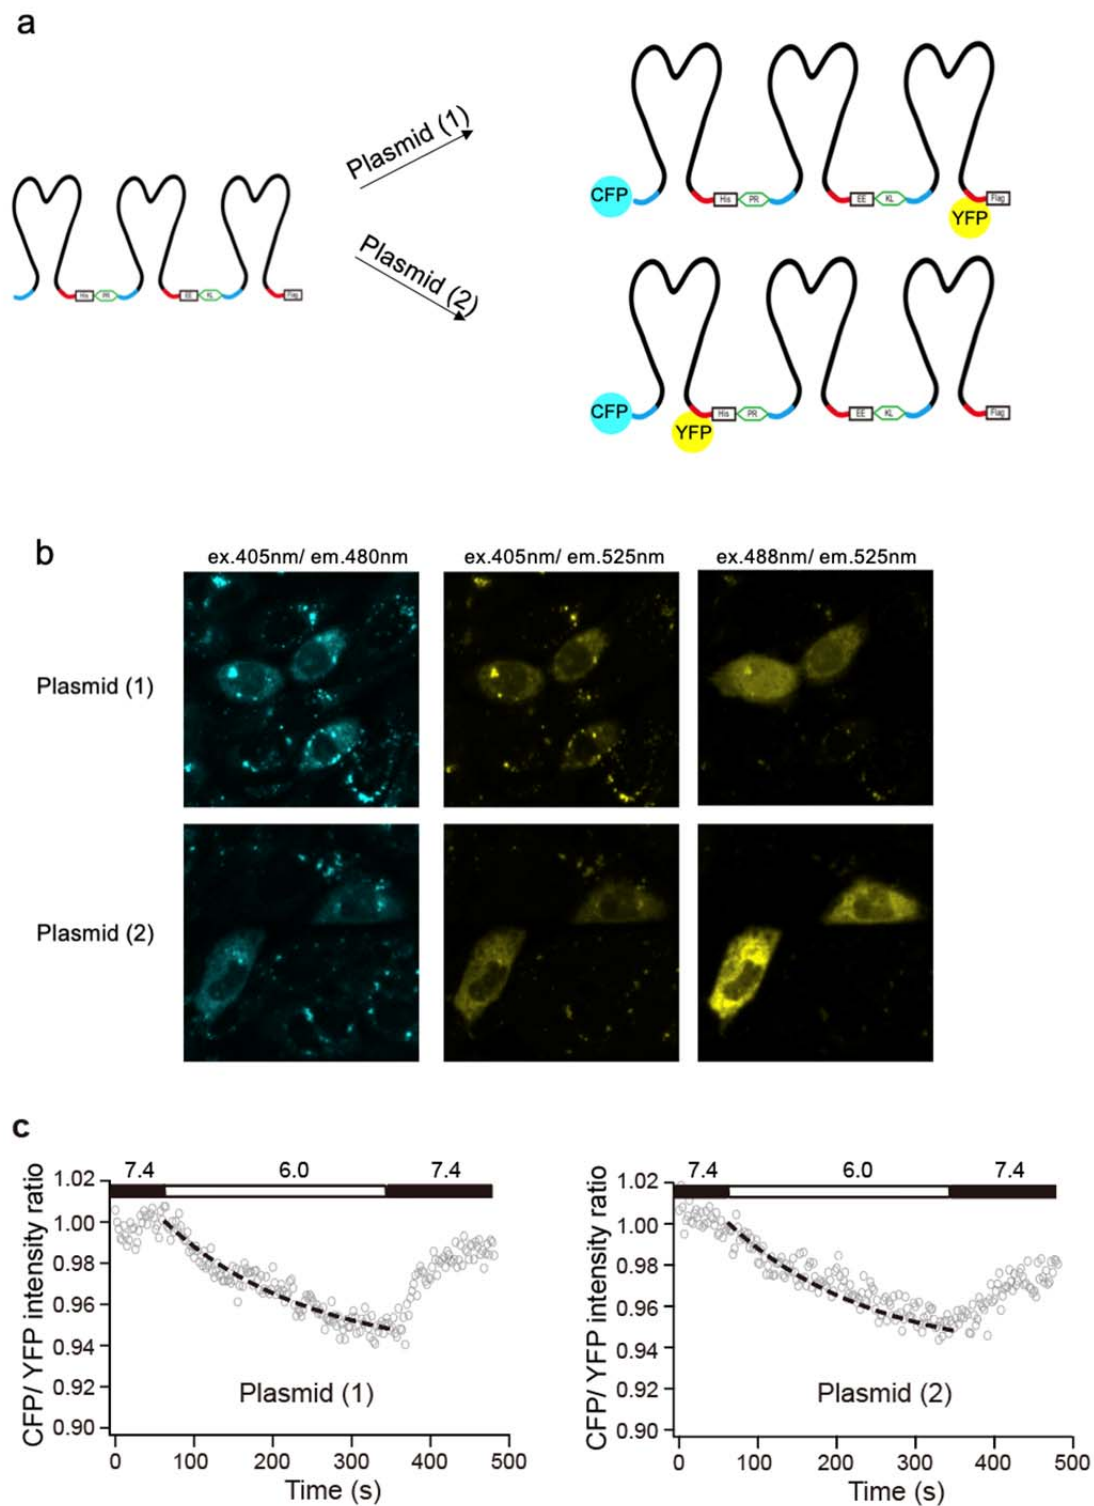 a
Plasmid (1)
CFP
His
PR
EE
KL
Flag
YFP
His
PR
EE
KL
Flag
Plasmid (2)
CFP
His
PR
EE
KL
Flag
YFP
b
ex.405nm/ em.480nm
ex.405nm/ em.525nm
ex.488nm/ em.525nm
Plasmid (1)
Plasmid (2)
c
7.4
6.0
7.4
1.02
1.00
0.98
0.96
0.94
0.92
0.90
CFP/ YFP intensity ratio
Plasmid (1)
0
100
200
300
400
500
Time (s)
7.4
6.0
7.4
1.02
1.00
0.98
0.96
0.94
0.92
0.90
CFP/ YFP intensity ratio
Plasmid (2)
0
100
200
300
400
500
Time (s)